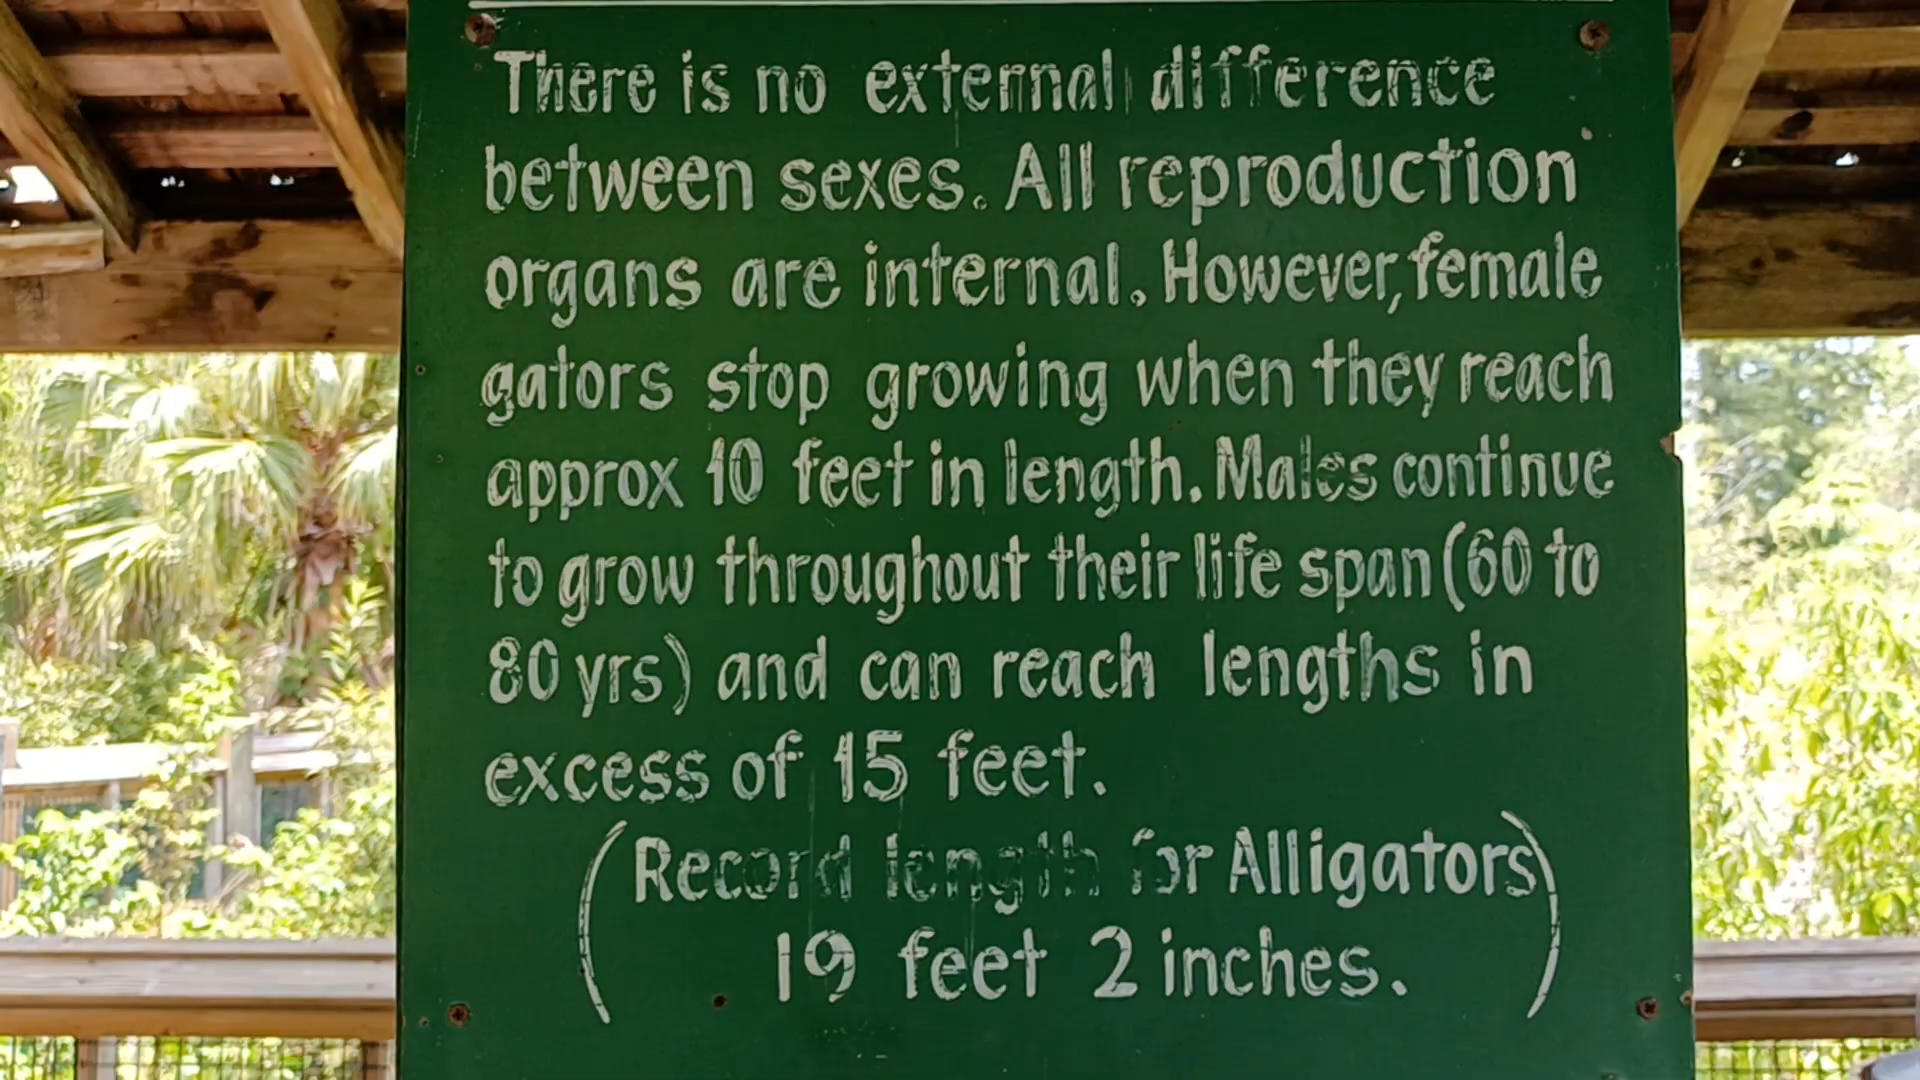 There is no external difference
between sexes. All reproduction
organs are internal. However, female
gators stop growing when they reach
approx 10 feet in length. Males continue
to grow throughout their life span (60 to
80 yrs) and can reach lengths in
excess of 15 feet.
(Record length for Alligators
19 feet 2 inches.)